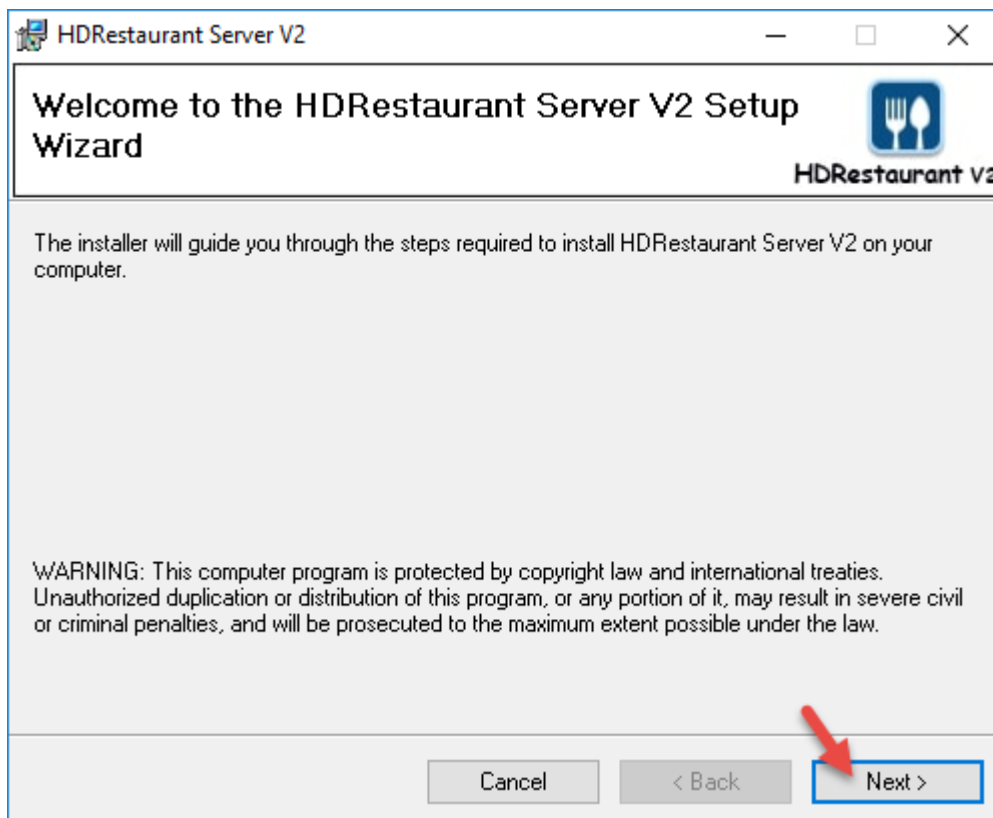 HDRestaurant Server V2
Welcome to the HDRestaurant Server V2 Setup
Wizard
HDRestaurant V2
The installer will guide you through the steps required to install HDRestaurant Server V2 on your
computer.
WARNING: This computer program is protected by copyright law and international treaties.
Unauthorized duplication or distribution of this program, or any portion of it, may result in severe civil
or criminal penalties, and will be prosecuted to the maximum extent possible under the law.
Cancel
< Back
Next >